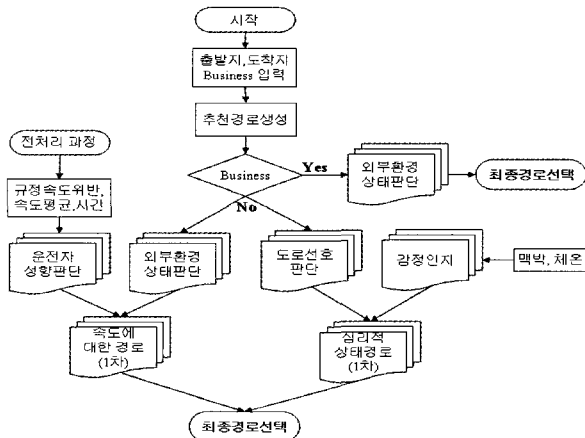 시작
출발지,도착지
Business 입력
추천경로생성
전처리 과정
Business
Yes
외부환경
상태판단
최종경로선택
규정속도위반,
속도평균,시간
No
운전자
성향판단
외부환경
상태판단
도로선호
판단
감정인지
맥박, 체온
속도에
대한 경로
(1차)
심리적
상태경로
(1차)
최종경로선택